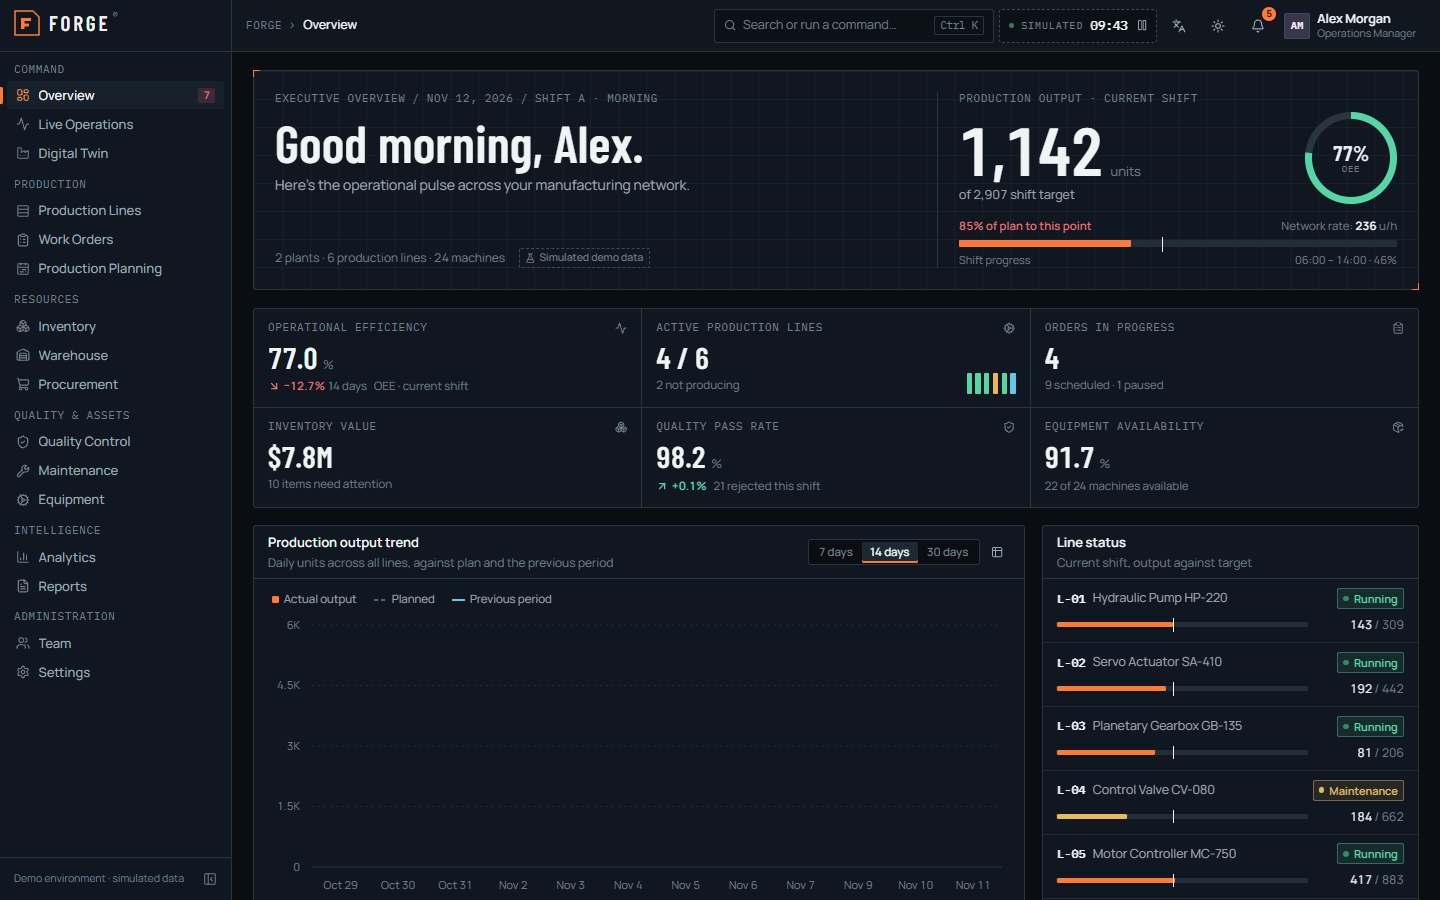 FORGE
COMMAND
Overview 7
Live Operations
Digital Twin
PRODUCTION
Production Lines
Work Orders
Production Planning
RESOURCES
Inventory
Warehouse
Procurement
QUALITY & ASSETS
Quality Control
Maintenance
Equipment
INTELLIGENCE
Analytics
Reports
ADMINISTRATION
Team
Settings
Demo environment · simulated data
FORGE › Overview
Search or run a command... Ctrl K
SIMULATED 09:43
5
AM
Alex Morgan
Operations Manager
EXECUTIVE OVERVIEW / NOV 12, 2026 / SHIFT A · MORNING
Good morning, Alex.
Here's the operational pulse across your manufacturing network.
2 plants · 6 production lines · 24 machines
Simulated demo data
PRODUCTION OUTPUT · CURRENT SHIFT
1,142 units
of 2,907 shift target
77%
OEE
85% of plan to this point
Network rate: 236 u/h
Shift progress
06:00 – 14:00 · 46%
OPERATIONAL EFFICIENCY
77.0 %
−12.7% 14 days OEE · current shift
ACTIVE PRODUCTION LINES
4 / 6
2 not producing
ORDERS IN PROGRESS
4
9 scheduled · 1 paused
INVENTORY VALUE
$7.8M
10 items need attention
QUALITY PASS RATE
98.2 %
+0.1% 21 rejected this shift
EQUIPMENT AVAILABILITY
91.7 %
22 of 24 machines available
Production output trend
Daily units across all lines, against plan and the previous period
7 days 14 days 30 days
Actual output Planned Previous period
6K
4.5K
3K
1.5K
0
Oct 29 Oct 30 Oct 31 Nov 2 Nov 3 Nov 4 Nov 5 Nov 6 Nov 7 Nov 9 Nov 10 Nov 11
Line status
Current shift, output against target
L-01 Hydraulic Pump HP-220 Running
143 / 309
L-02 Servo Actuator SA-410 Running
192 / 442
L-03 Planetary Gearbox GB-135 Running
81 / 206
L-04 Control Valve CV-080 Maintenance
184 / 662
L-05 Motor Controller MC-750 Running
417 / 883